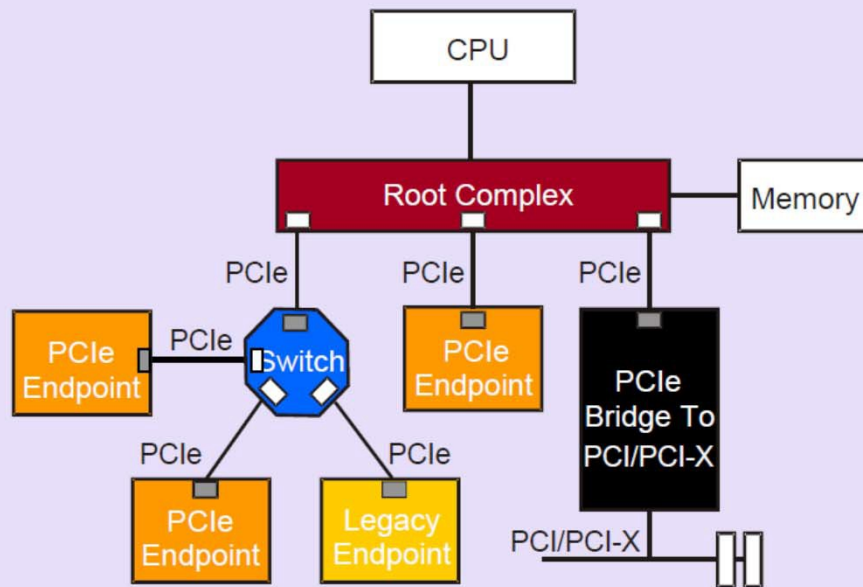 CPU
Root Complex
Memory
PCIe
PCIe
PCIe
PCIe
Endpoint
PCIe
Switch
PCIe
Endpoint
PCIe
Bridge To
PCI/PCI-X
PCIe
PCIe
PCIe
Endpoint
Legacy
Endpoint
PCI/PCI-X